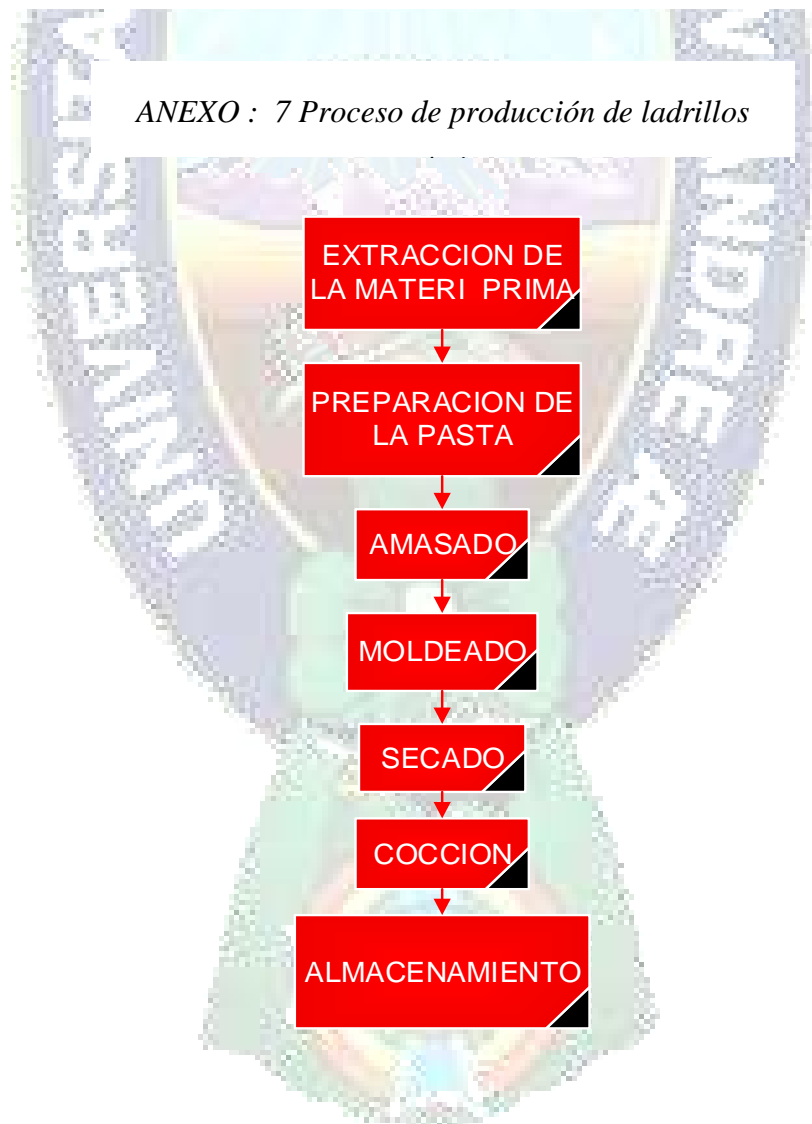 ANEXO : 7 Proceso de producción de ladrillos
EXTRACCION DE
LA MATERI PRIMA
PREPARACION DE
LA PASTA
AMASADO
MOLDEADO
SECADO
COCCION
ALMACENAMIENTO
UNIVERSITA